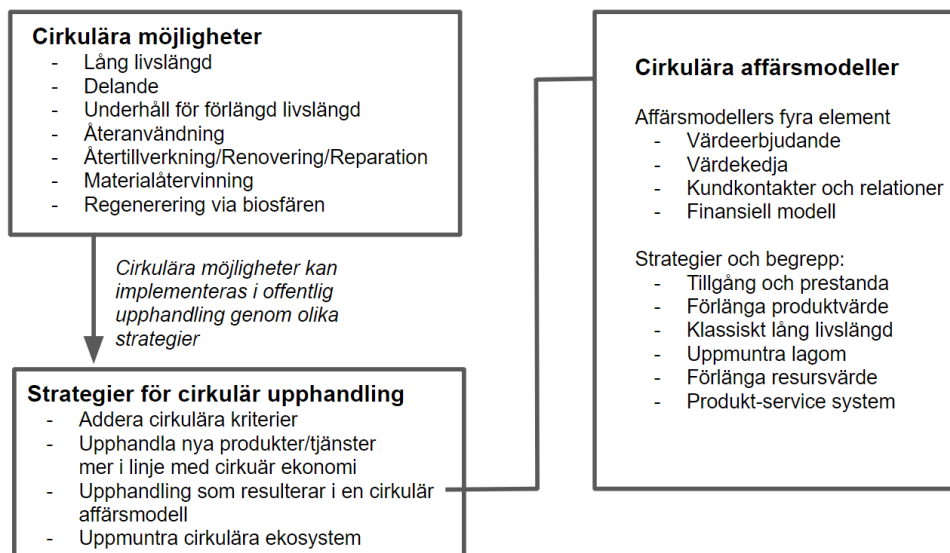 Cirkulära möjligheter
- Lång livslängd
- Delande
- Underhåll för förlängd livslängd
- Återanvändning
- Återtillverkning/Renovering/Reparation
- Materialåtervinning
- Regenerering via biosfären
Cirkulära möjligheter kan
implementeras i offentlig
upphandling genom olika
strategier
Strategier för cirkulär upphandling
- Addera cirkulära kriterier
- Upphandla nya produkter/tjänster
mer i linje med cirkuär ekonomi
- Upphandling som resulterar i en cirkulär
affärsmodell
- Uppmuntra cirkulära ekosystem
Cirkulära affärsmodeller
Affärsmodellers fyra element
- Värdeerbjudande
- Värdekedja
- Kundkontakter och relationer
- Finansiell modell
Strategier och begrepp:
- Tillgång och prestanda
- Förlänga produktvärde
- Klassiskt lång livslängd
- Uppmuntra lagom
- Förlänga resursvärde
- Produkt-service system